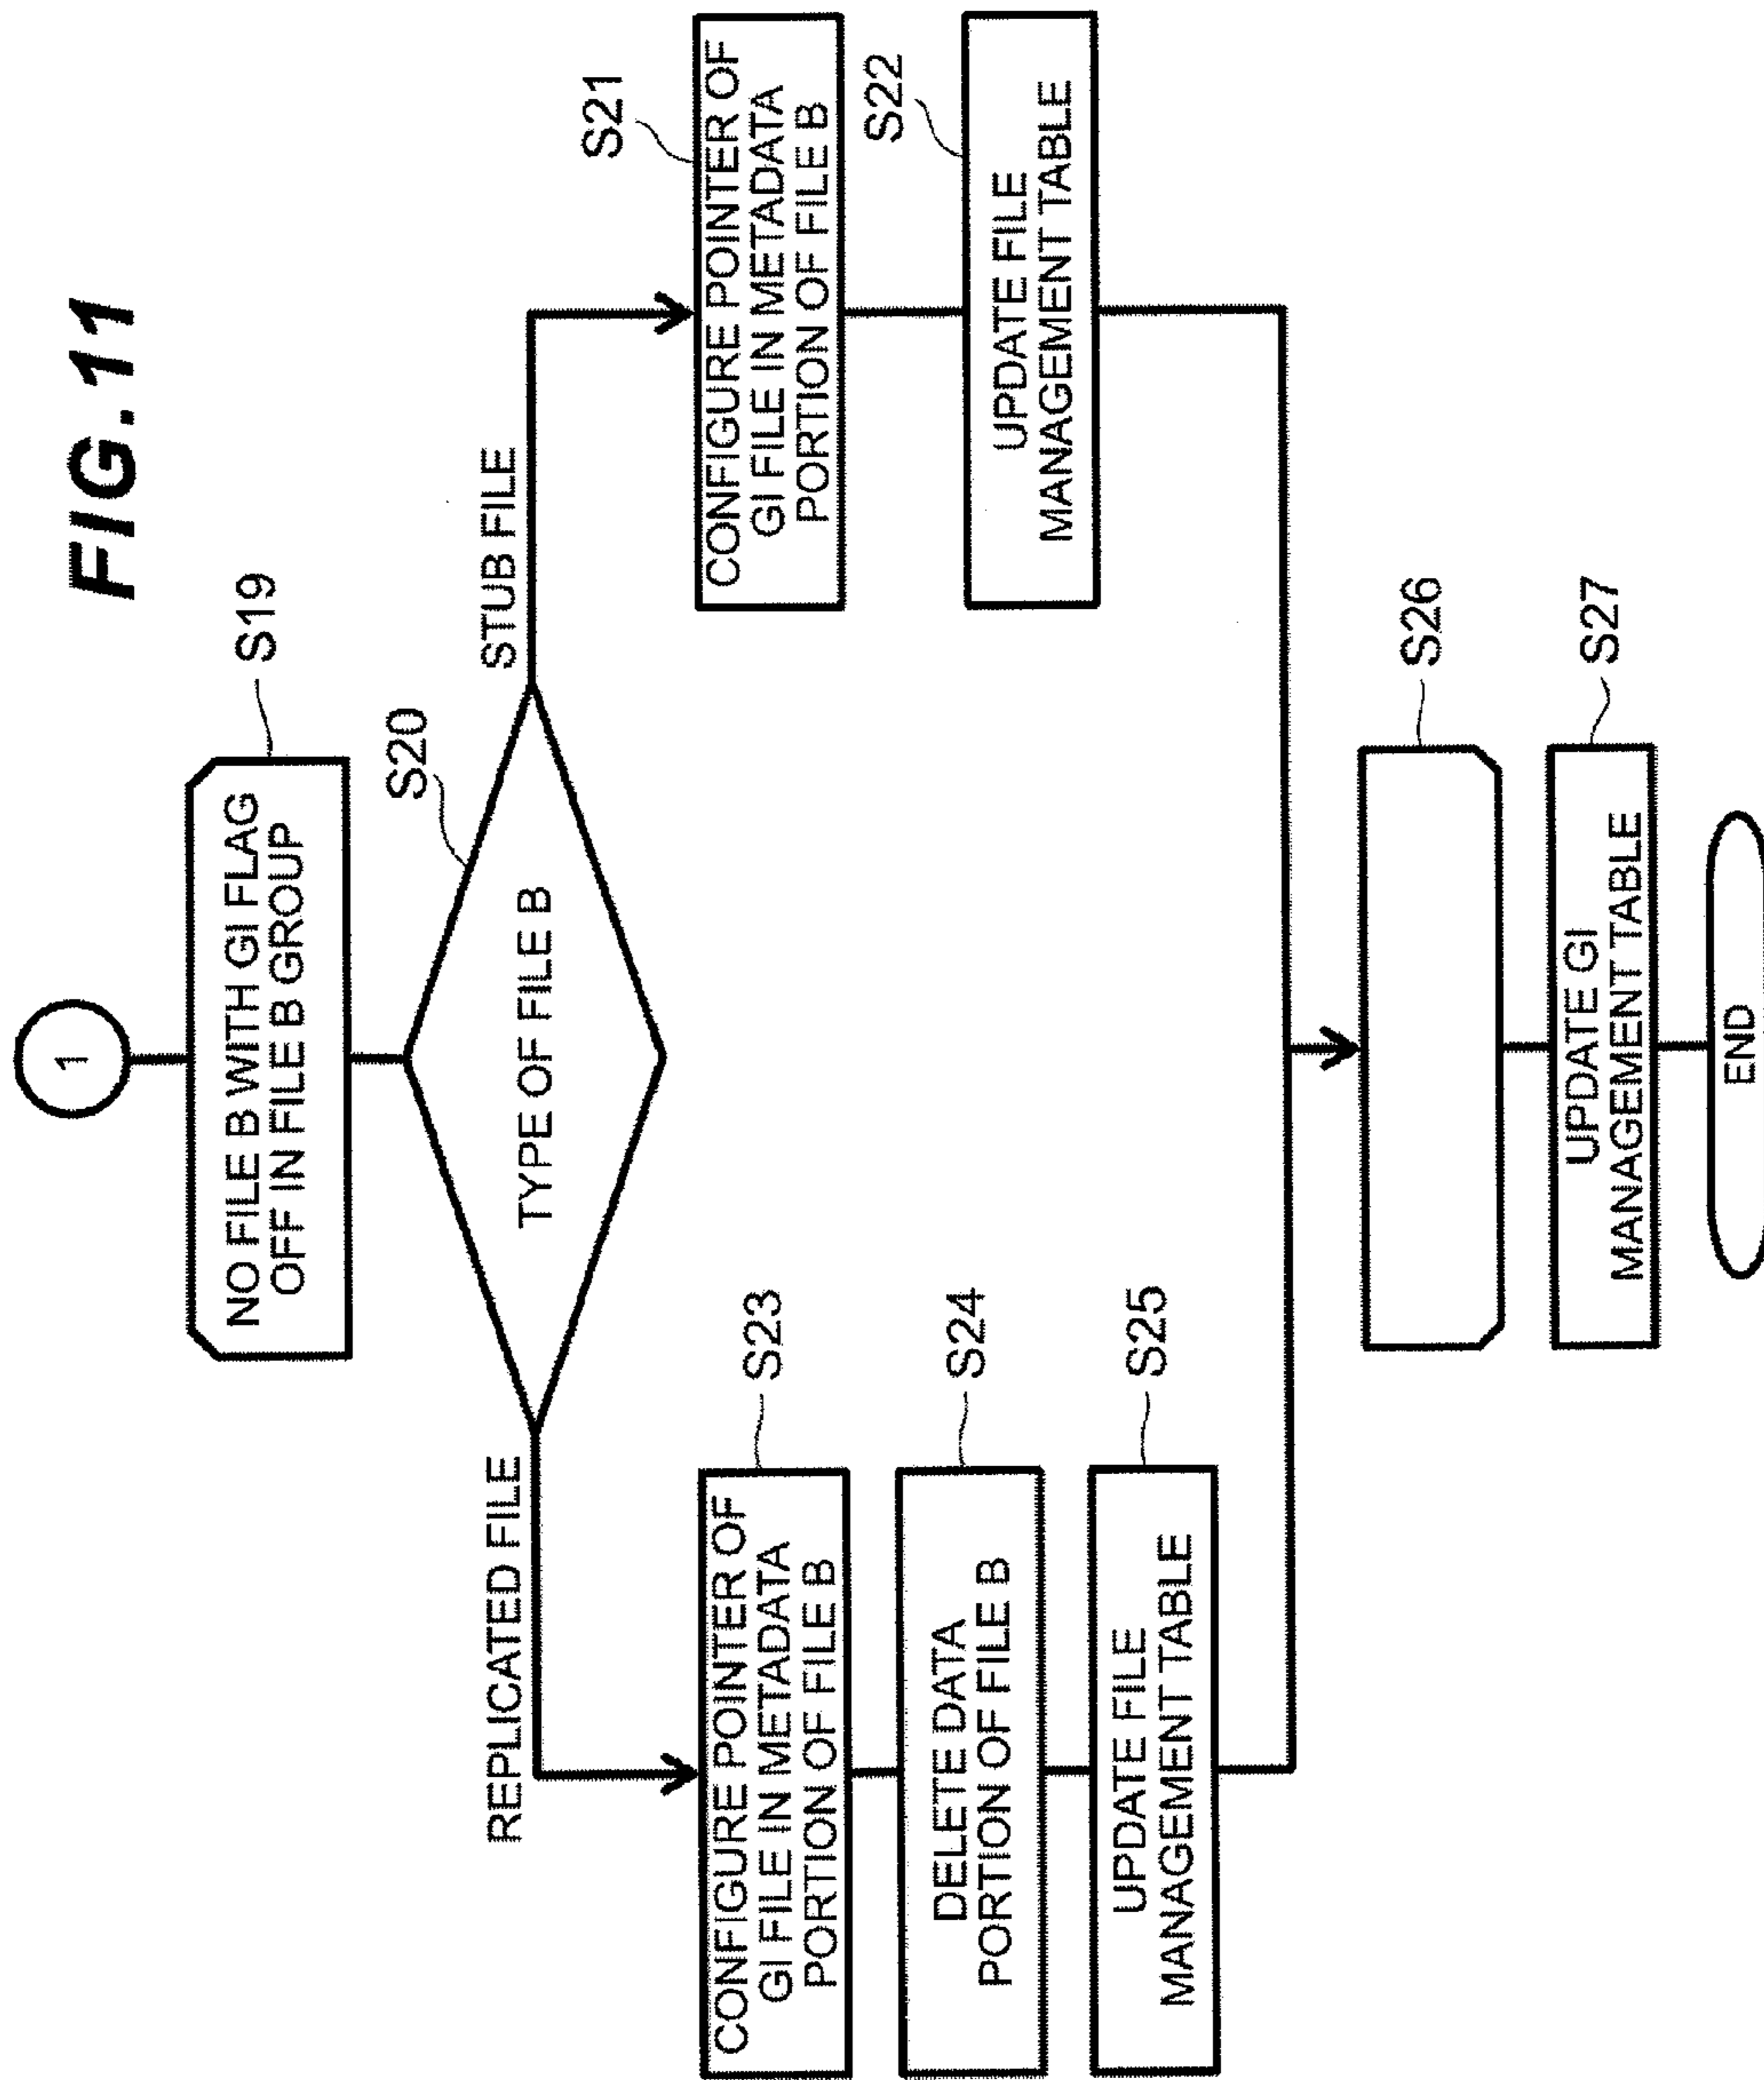 FIG.11
1
NO FILE B WITH GI FLAG
OFF IN FILE B GROUP
S19
S20
TYPE OF FILE B
REPLICATED FILE
STUB FILE
CONFIGURE POINTER OF
GI FILE IN METADATA
PORTION OF FILE B
S23
DELETE DATA
PORTION OF FILE B
S24
UPDATE FILE
MANAGEMENT TABLE
S25
CONFIGURE POINTER OF
GI FILE IN METADATA
PORTION OF FILE B
S21
UPDATE FILE
MANAGEMENT TABLE
S22
S26
UPDATE GI
MANAGEMENT TABLE
S27
END